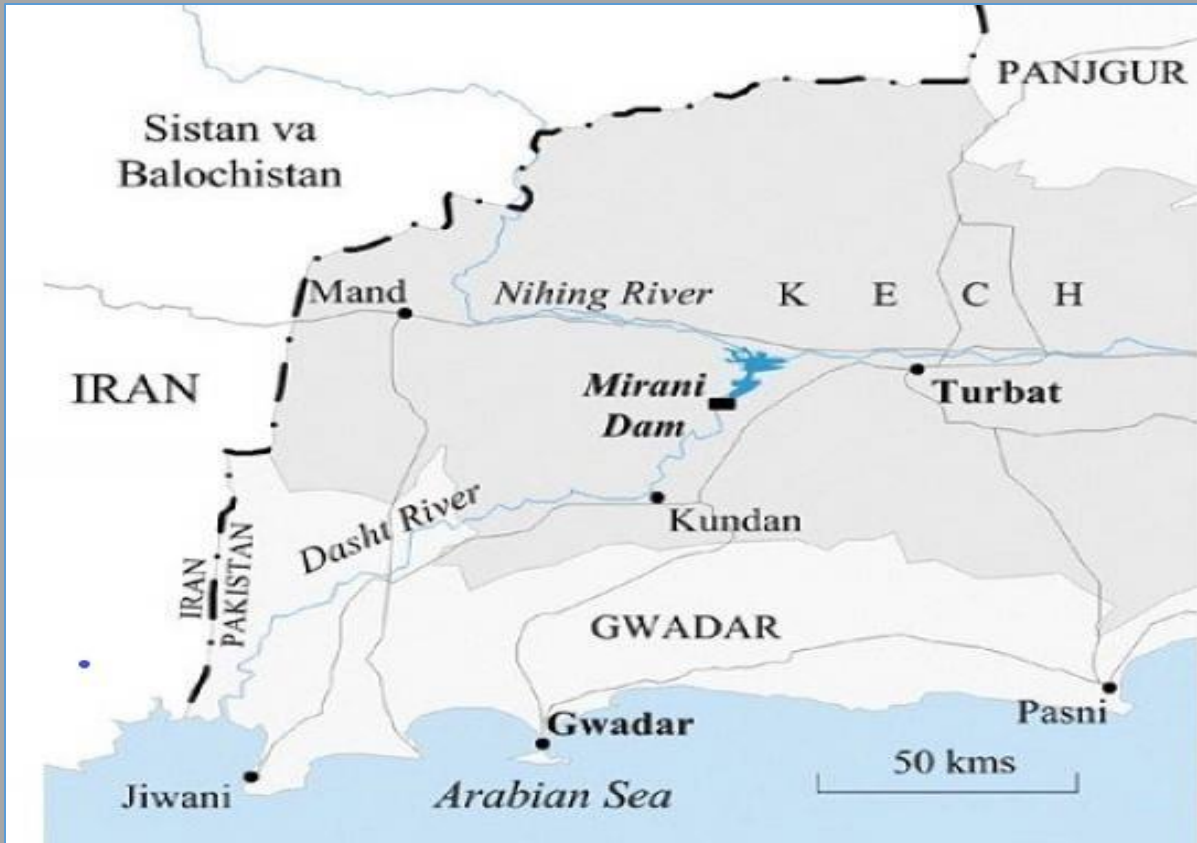 PANJGUR
Sistan va
Balochistan
Mand
Nihing River
K E C H
IRAN
Mirani
Dam
Turbat
Dasht River
Kundan
IRAN
PAKISTAN
GWADAR
Gwadar
Pasni
50 kms
Jiwani
Arabian Sea